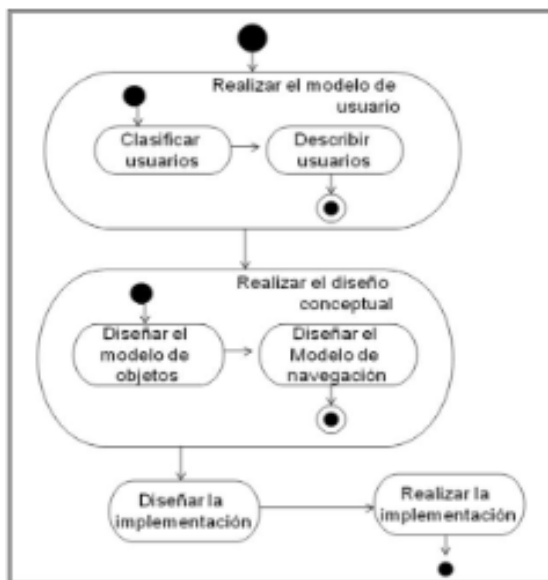 Realizar el modelo de
usuario
Clasificar
usuarios
Describir
usuarios
Realizar el diseño
conceptual
Diseñar el
modelo de
objetos
Diseñar el
Modelo de
navegación
Diseñar la
implementación
Realizar la
implementación